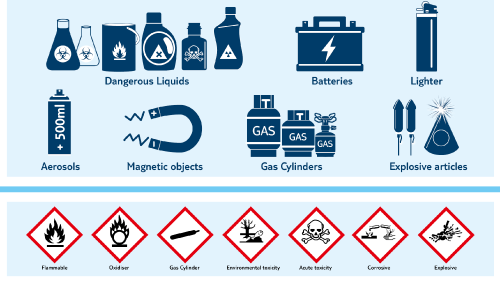 Dangerous Liquids
Batteries
Lighter
+ 500ml
GAS
GAS
GAS
Aerosols
Magnetic objects
Gas Cylinders
Explosive articles
Flammable
Oxidiser
Gas Cylinder
Environmental toxicity
Acute toxicity
Corrosive
Explosive